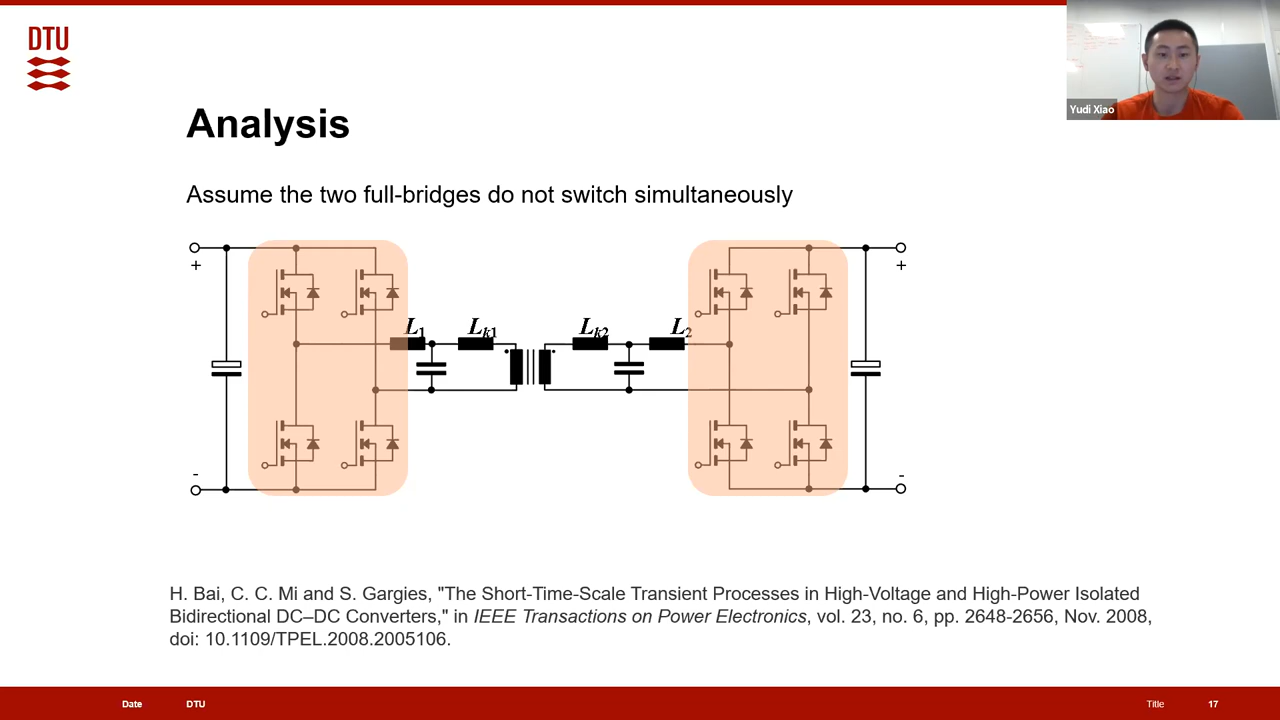 DTU
Yudi Xiao
Analysis
Assume the two full-bridges do not switch simultaneously
+
+
L1
Lk1
Lk2
L2
-
-
H. Bai, C. C. Mi and S. Gargies, "The Short-Time-Scale Transient Processes in High-Voltage and High-Power Isolated
Bidirectional DC–DC Converters," in IEEE Transactions on Power Electronics, vol. 23, no. 6, pp. 2648-2656, Nov. 2008,
doi: 10.1109/TPEL.2008.2005106.
Date
DTU
Title
17